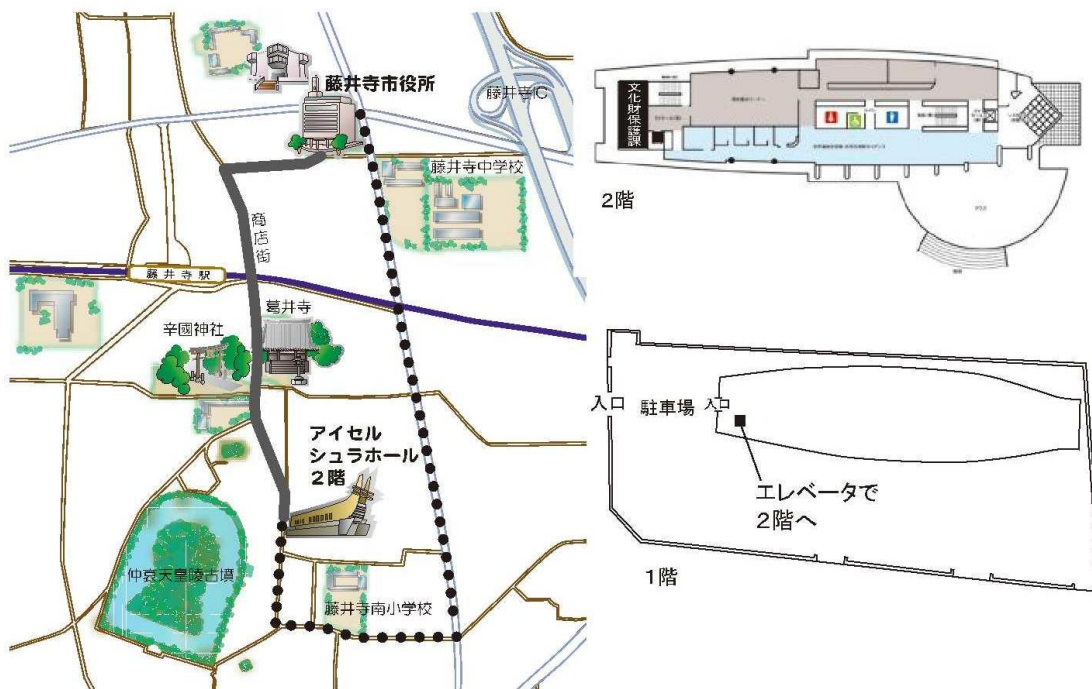 藤井寺市役所
藤井寺IC
藤井寺中学校
商店街
藤井寺駅
葛井寺
辛國神社
アイセル
シュラホール
2階
仲哀天皇陵古墳
藤井寺南小学校
文化財保護課
2階
入口
駐車場
入口
エレベータで
2階へ
1階